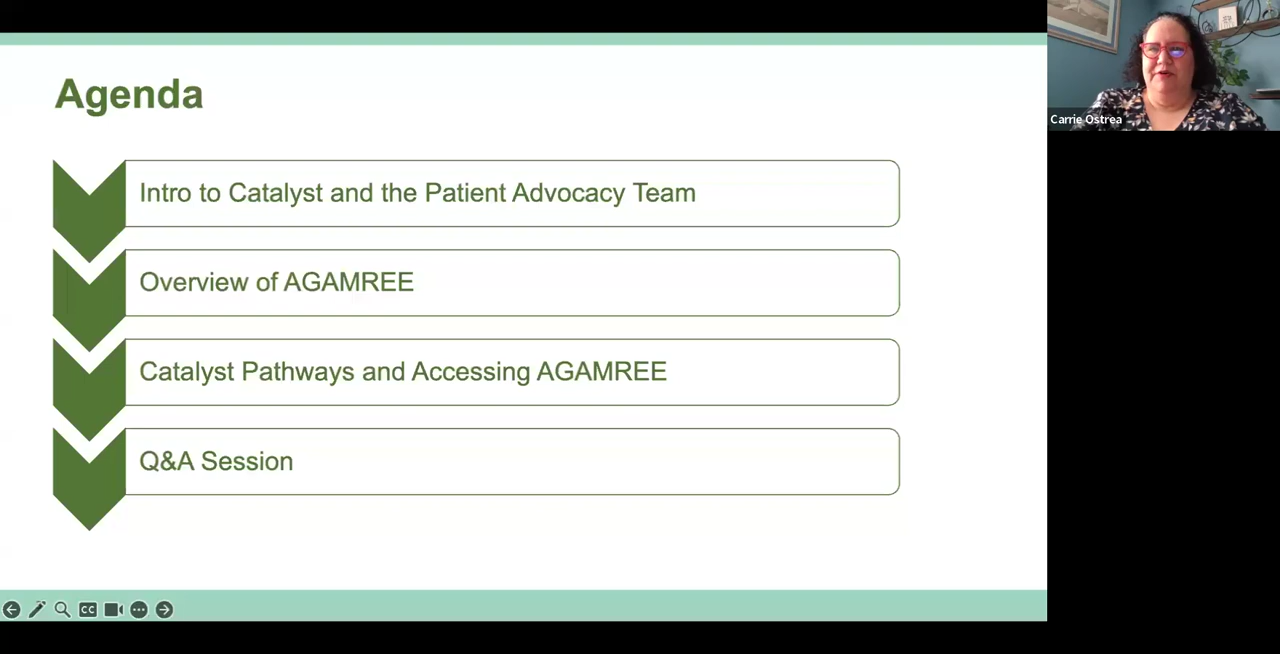 Agenda
Intro to Catalyst and the Patient Advocacy Team
Overview of AGAMREE
Catalyst Pathways and Accessing AGAMREE
Q&A Session
Carrie Ostrea
CC